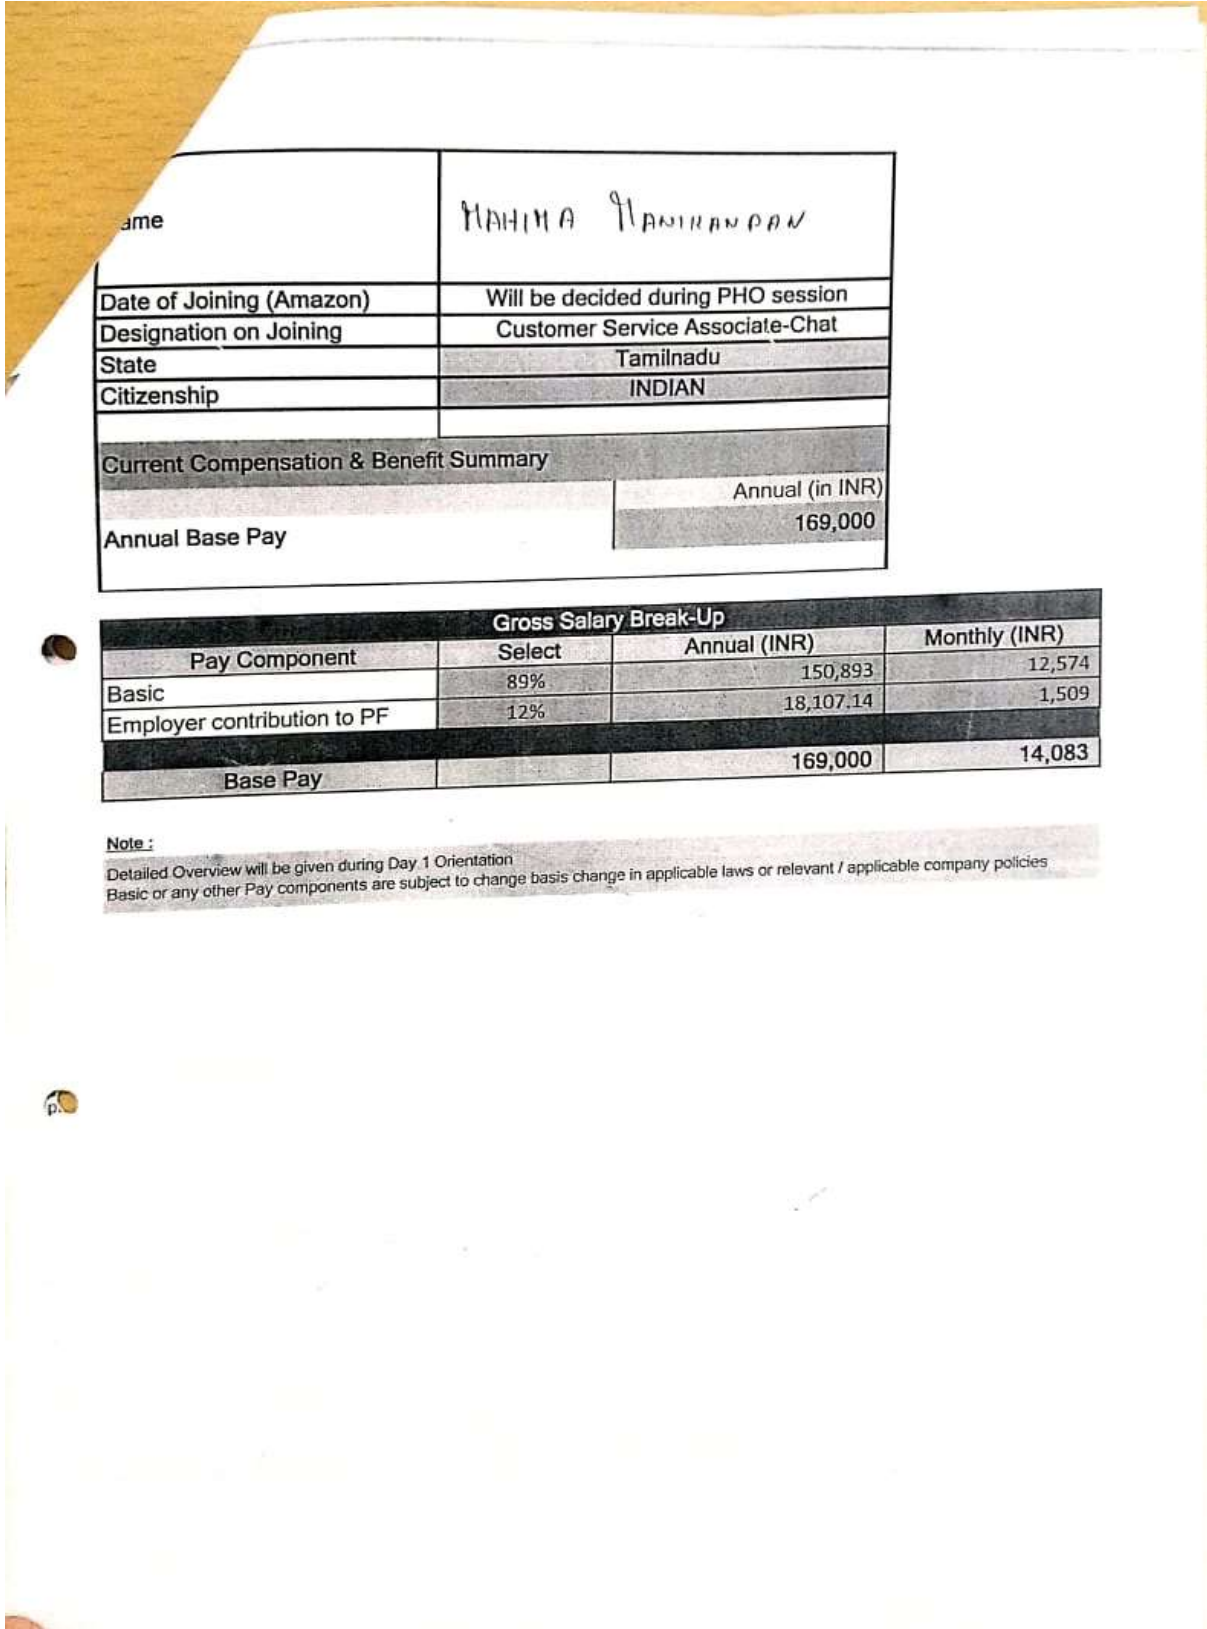 ame
MAHIMA MANIKANDAN
Date of Joining (Amazon) Will be decided during PHO session
Designation on Joining Customer Service Associate-Chat
State Tamilnadu
Citizenship INDIAN
Current Compensation & Benefit Summary
Annual (in INR)
Annual Base Pay 169,000
Gross Salary Break-Up
Pay Component Select Annual (INR) Monthly (INR)
Basic 89% 150,893 12,574
Employer contribution to PF 12% 18,107.14 1,509
Base Pay 169,000 14,083
Note :
Detailed Overview will be given during Day 1 Orientation
Basic or any other Pay components are subject to change basis change in applicable laws or relevant / applicable company policies
p.